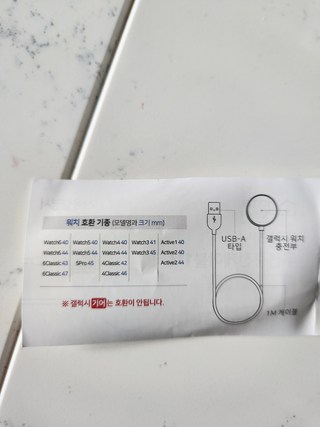 워치 호환 기종 (모델명과 크기 mm)
Watch6 40 Watch5 40 Watch4 40 Watch3 41 Active1 40
Watch6 44 Watch5 44 Watch4 44 Watch3 45 Active2 40
6Classic 43 5Pro 45 4Classic 42 Active2 44
6Classic 47 4Classic 46
※ 갤럭시 기어는 호환이 안됩니다.
USB-A
타입
갤럭시 워치
충전부
1M 케이블